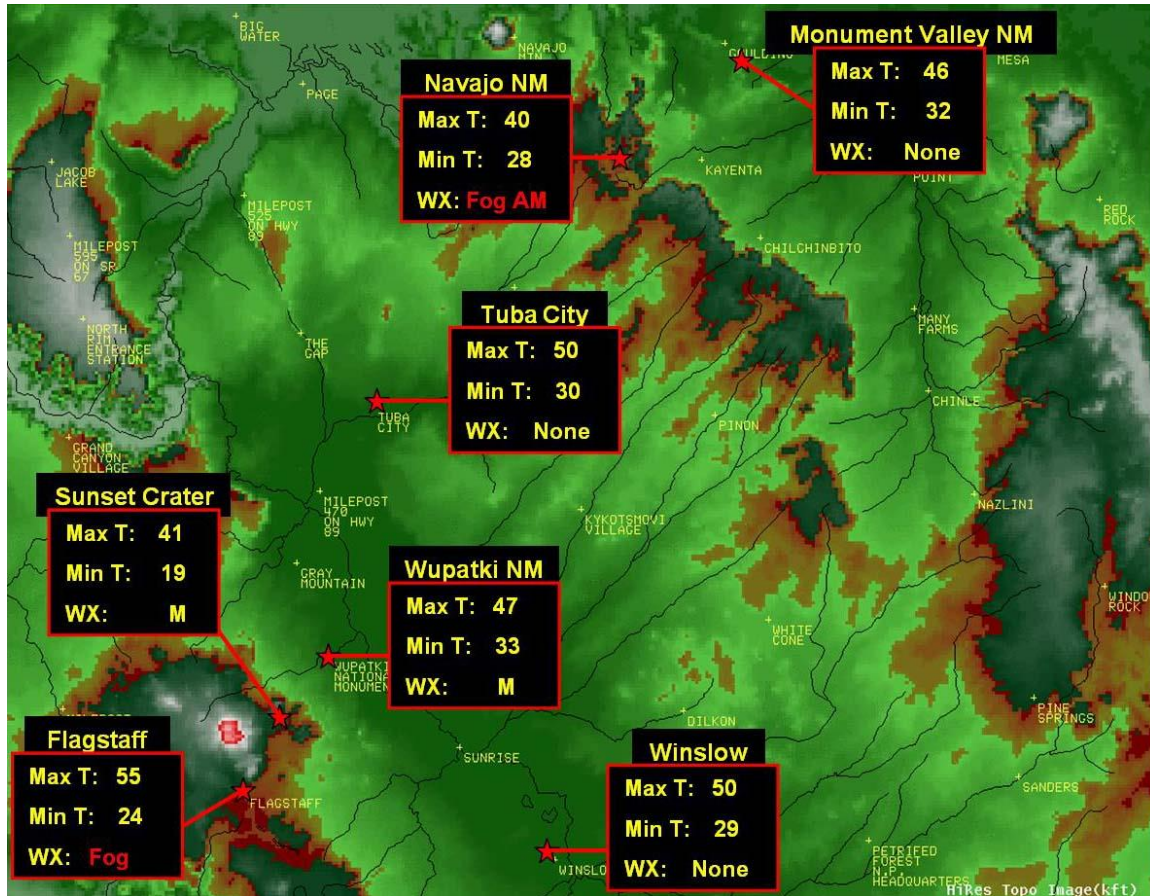 BIG
WATER
PAGE
NAVAJO
MTN
JACOB
LAKE
MILEPOST
525
ON HWY
89
MILEPOST
595
ON SR
67
NORTH
RIM
ENTRANCE
STATION
THE
GAP
GRAND
CANYON
VILLAGE
Navajo NM
Max T: 40
Min T: 28
WX: Fog AM
Monument Valley NM
Max T: 46
Min T: 32
WX: None
MESA
POINT
KAYENTA
RED
ROCK
CHILCHINBITO
MANY
FARMS
CHINLE
PINON
NAZLINI
Tuba City
Max T: 50
Min T: 30
WX: None
TUBA
CITY
MILEPOST
470
ON HWY
89
KYKOTSMOVI
VILLAGE
Sunset Crater
Max T: 41
Min T: 19
WX: M
GRAY
MOUNTAIN
Wupatki NM
Max T: 47
Min T: 33
WX: M
WUPATKI
NATIONAL
MONUMENT
WHITE
CONE
WINDOW
ROCK
DILKON
PINE
SPRINGS
SUNRISE
SANDERS
Flagstaff
Max T: 55
Min T: 24
WX: Fog
FLAGSTAFF
Winslow
Max T: 50
Min T: 29
WX: None
WINSLO
PETRIFED
FOREST
N.P.
HEADQUARTERS
HiRes Topo Image(kft)